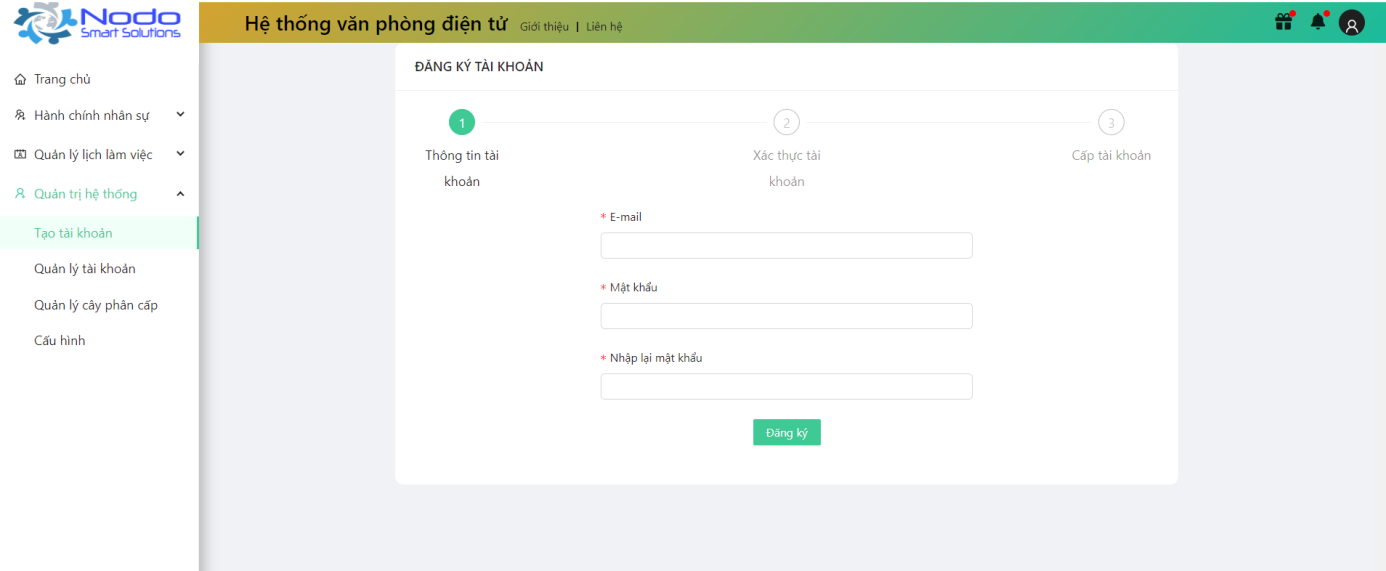 Nodo
Smart Solutions
Hệ thống văn phòng điện tử Giới thiệu | Liên hệ
Trang chủ
Hành chính nhân sự
Quản lý lịch làm việc
Quản trị hệ thống
Tạo tài khoản
Quản lý tài khoản
Quản lý cây phân cấp
Cấu hình
ĐĂNG KÝ TÀI KHOẢN
1
Thông tin tài
khoản
2
Xác thực tài
khoản
3
Cấp tài khoản
* E-mail
* Mật khẩu
* Nhập lại mật khẩu
Đăng ký